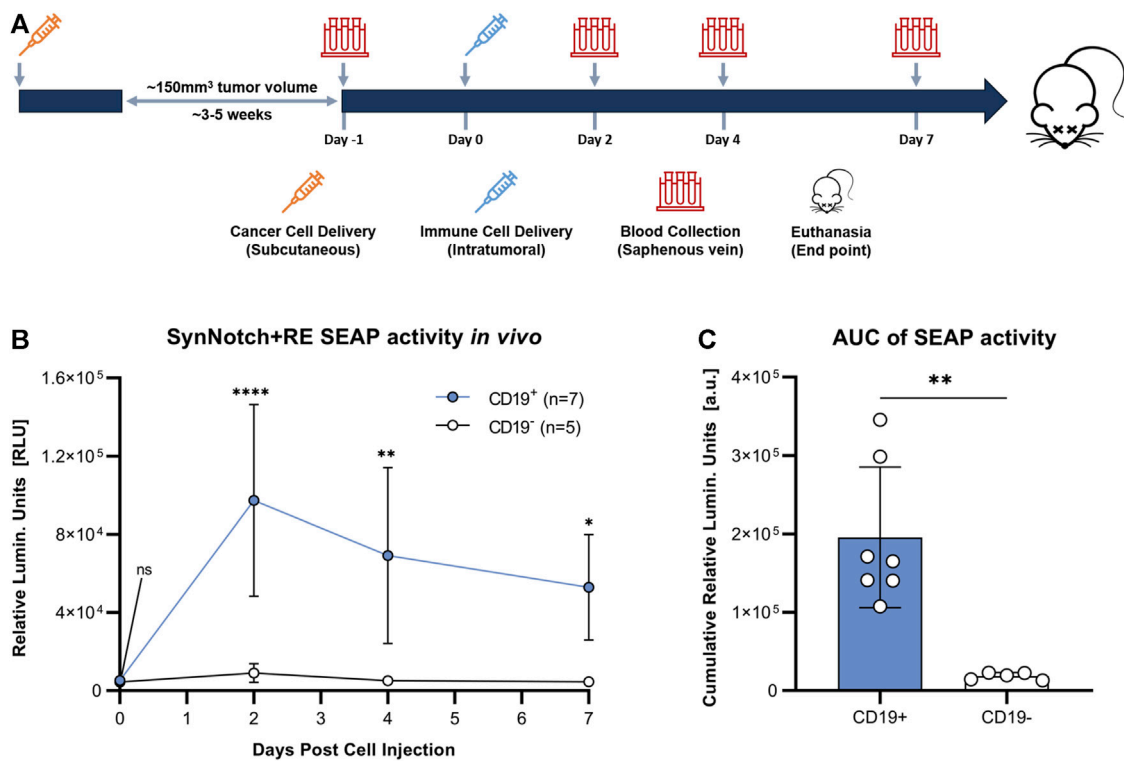 A
~150mm³ tumor volume
~3-5 weeks
Day -1
Day 0
Day 2
Day 4
Day 7
Cancer Cell Delivery
(Subcutaneous)
Immune Cell Delivery
(Intratumoral)
Blood Collection
(Saphenous vein)
Euthanasia
(End point)
B
SynNotch+RE SEAP activity in vivo
Relative Lumin. Units [RLU]
1.6×10⁵
1.2×10⁵
8×10⁴
4×10⁴
0
ns
****
**
*
CD19⁺ (n=7)
CD19⁻ (n=5)
0 1 2 3 4 5 6 7
Days Post Cell Injection
C
AUC of SEAP activity
Cumulative Relative Lumin. Units [a.u.]
4×10⁵
3×10⁵
2×10⁵
1×10⁵
0
**
CD19+ CD19-